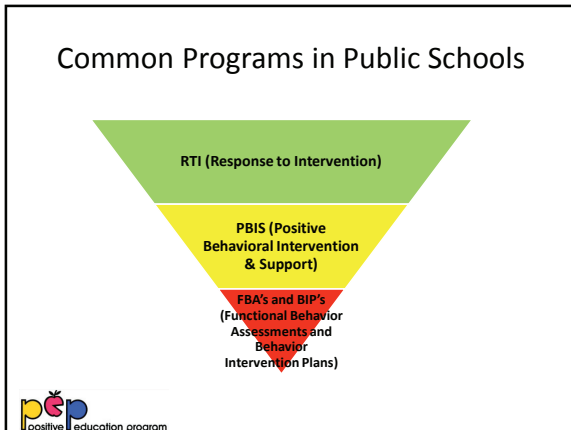 Common Programs in Public Schools
RTI (Response to Intervention)
PBIS (Positive
Behavioral Intervention
& Support)
FBA's and BIP's
(Functional Behavior
Assessments and
Behavior
Intervention Plans)
pep
positive education program